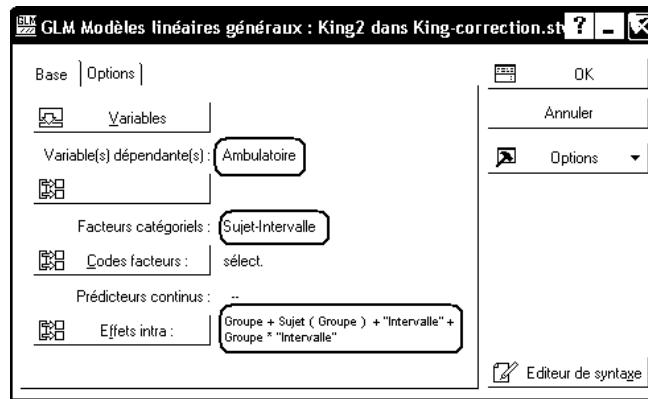 GLM Modèles linéaires généraux : King2 dans King-correction.st
Base Options
OK
Variables
Annuler
Variable(s) dépendante(s) : Ambulatoire
Options
Facteurs catégoriels : Sujet-Intervalle
Codes facteurs : sélect.
Prédicteurs continus : --
Effets intra : Groupe + Sujet ( Groupe ) + "Intervalle" +
Groupe * "Intervalle"
Editeur de syntaxe